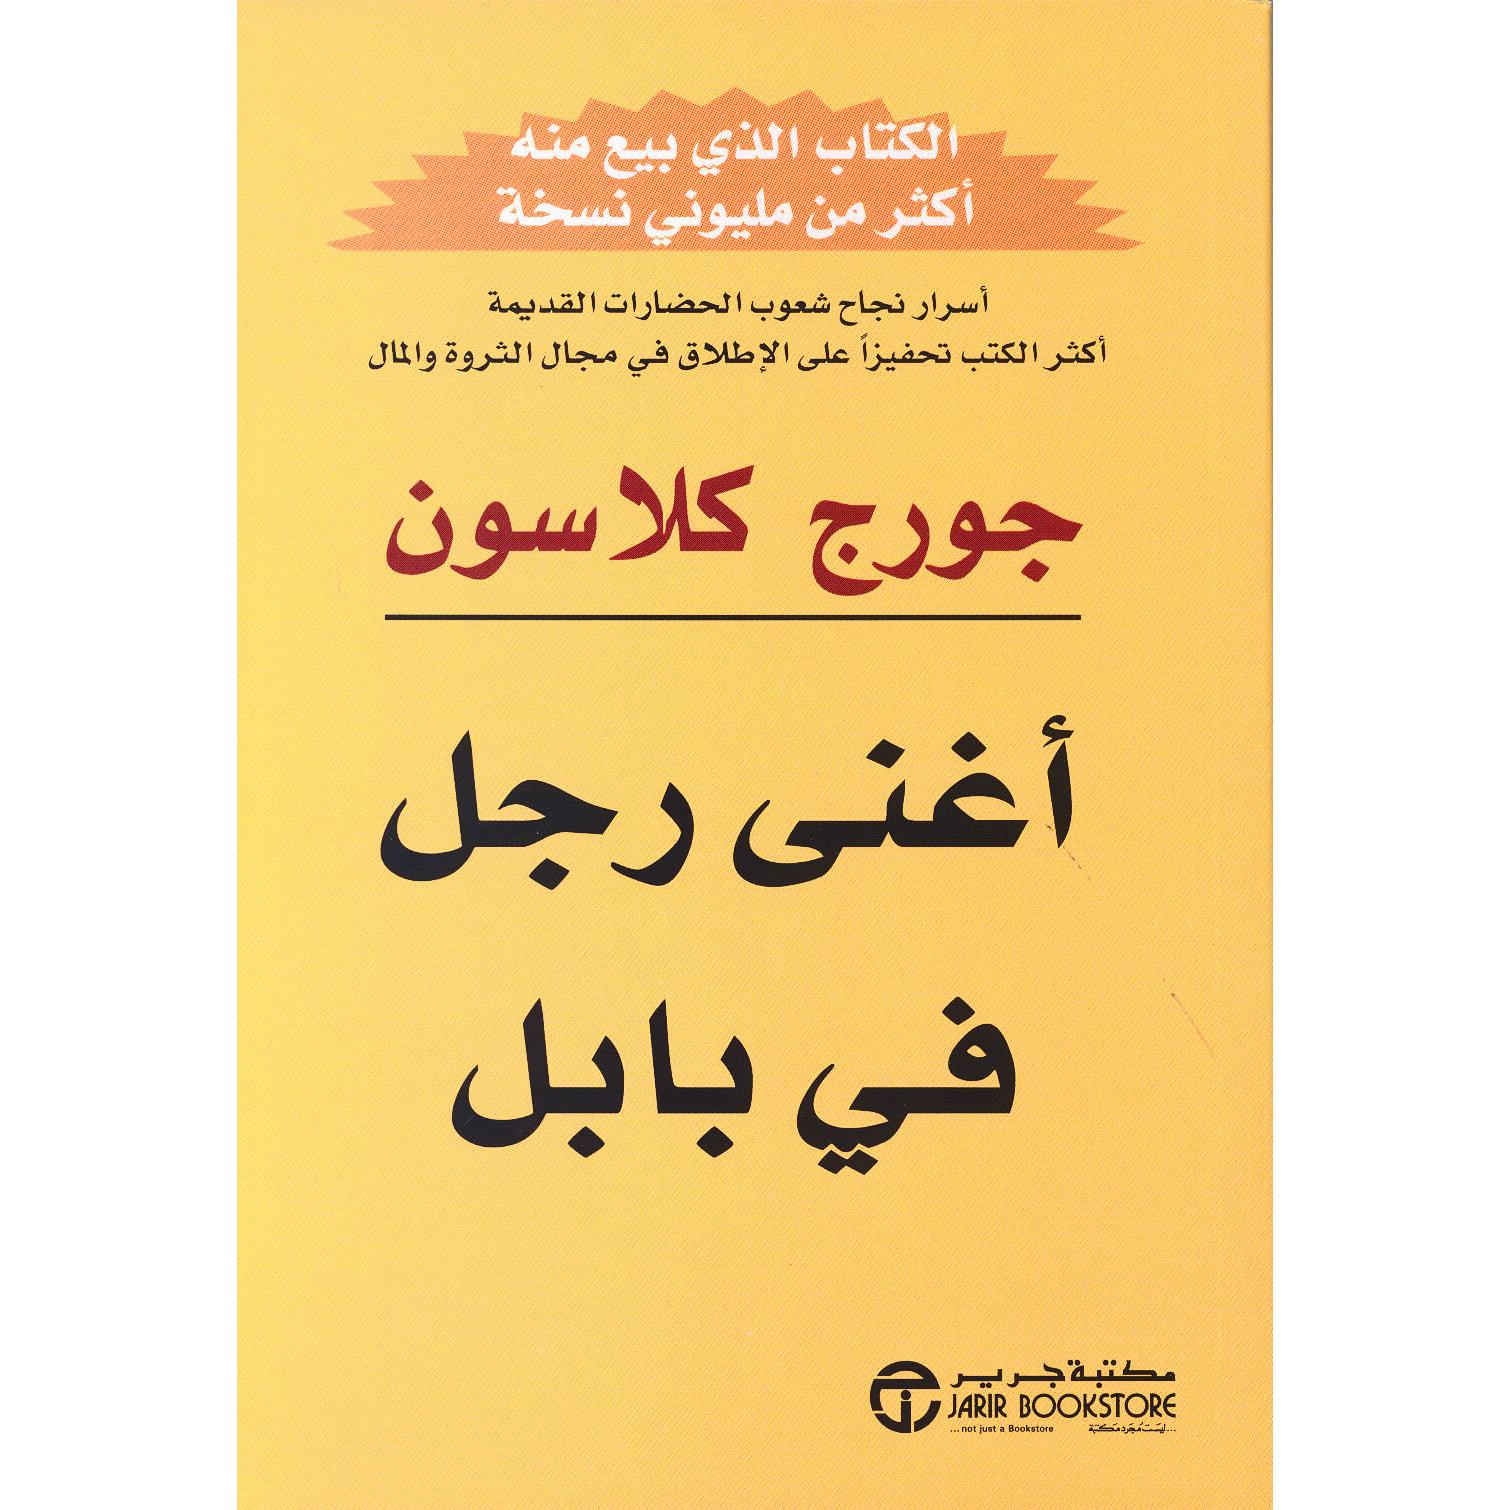 الكتاب الذي بيع منه
أكثر من مليوني نسخة
أسرار نجاح شعوب الحضارات القديمة
أكثر الكتب تحفيزاً على الإطلاق في مجال الثروة والمال
جورج كلاسون
أغنى رجل
في بابل
مكتبة جرير
JARIR BOOKSTORE
...not just a Bookstore ليست مجرد مكتبة...